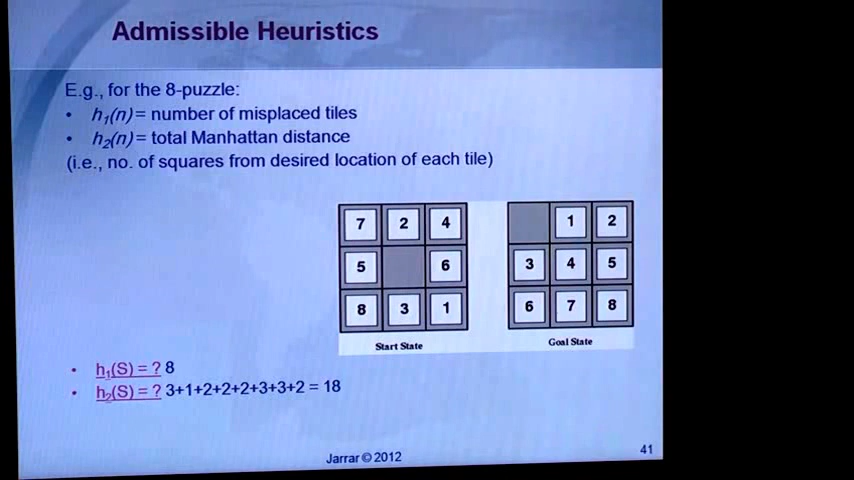 Admissible Heuristics
E.g., for the 8-puzzle:
• h1(n)= number of misplaced tiles
• h2(n)= total Manhattan distance
(i.e., no. of squares from desired location of each tile)
7 2 4
5 6
8 3 1
Start State
1 2
3 4 5
6 7 8
Goal State
• h1(S) = ? 8
• h2(S) = ? 3+1+2+2+2+3+3+2 = 18
Jarrar © 2012
41